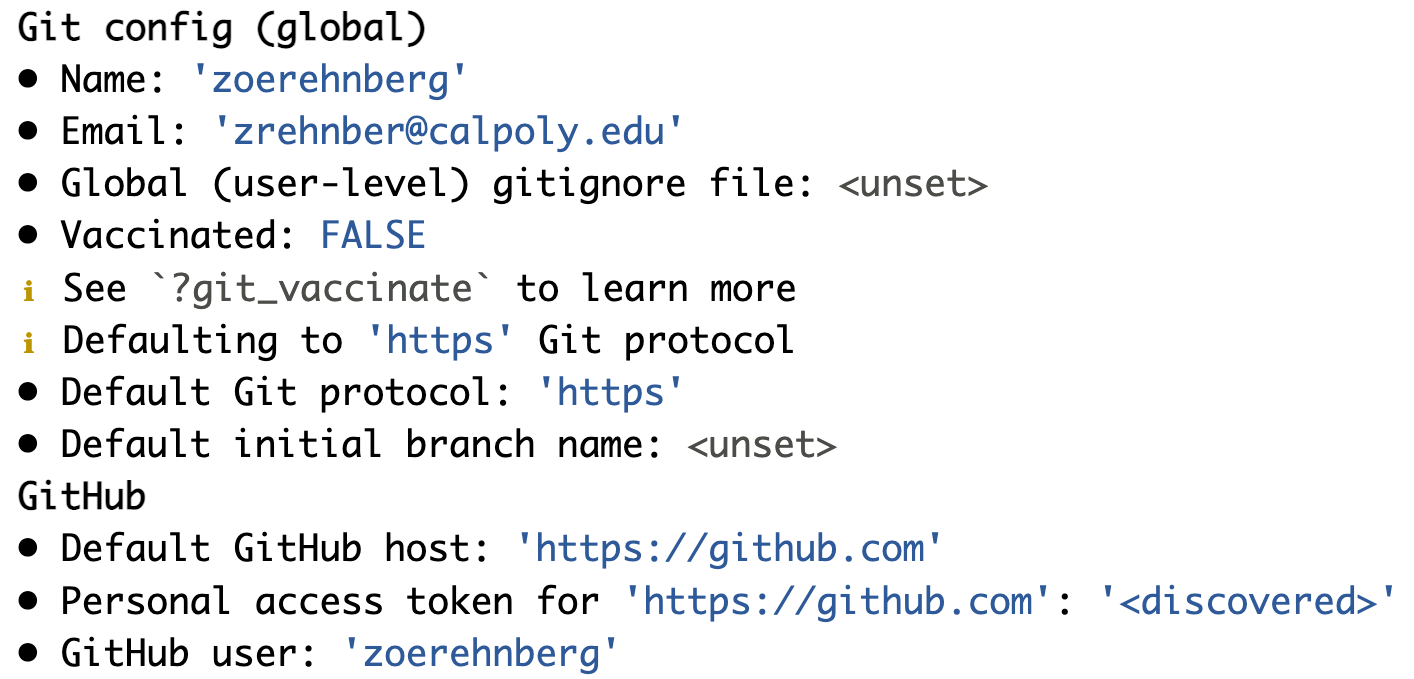 Git config (global)
• Name: 'zoerehnberg'
• Email: 'zrehnber@calpoly.edu'
• Global (user-level) gitignore file: <unset>
• Vaccinated: FALSE
ℹ See `?git_vaccinate` to learn more
ℹ Defaulting to 'https' Git protocol
• Default Git protocol: 'https'
• Default initial branch name: <unset>
GitHub
• Default GitHub host: 'https://github.com'
• Personal access token for 'https://github.com': '<discovered>'
• GitHub user: 'zoerehnberg'